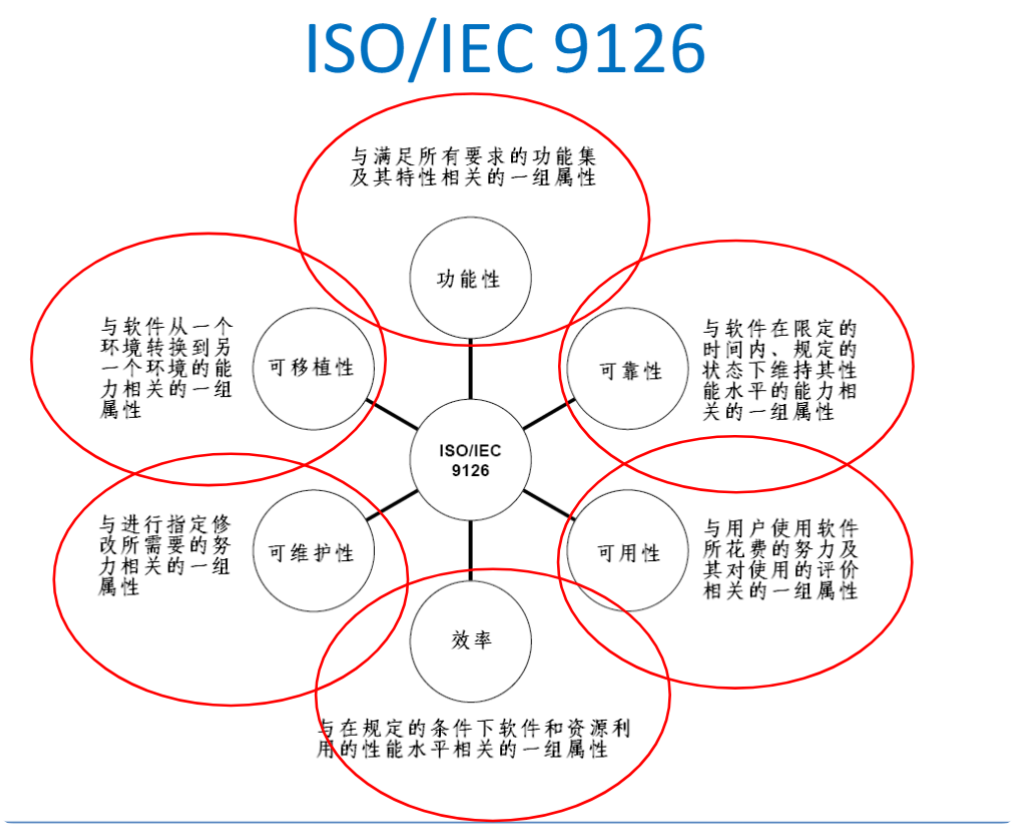 ISO/IEC 9126
与满足所有要求的功能集
及其特性相关的一组属性
功能性
与软件从一个
环境转换到另
一个环境的能
力相关的一组
属性
可移植性
可靠性
与软件在限定的
时间内、规定的
状态下维持其性
能水平的能力相
关的一组属性
ISO/IEC
9126
与进行指定修
改所需要的努
力相关的一组
属性
可维护性
可用性
与用户使用软件
所花费的努力及
其对使用的评价
相关的一组属性
效率
与在规定的条件下软件和资源利
用的性能水平相关的一组属性